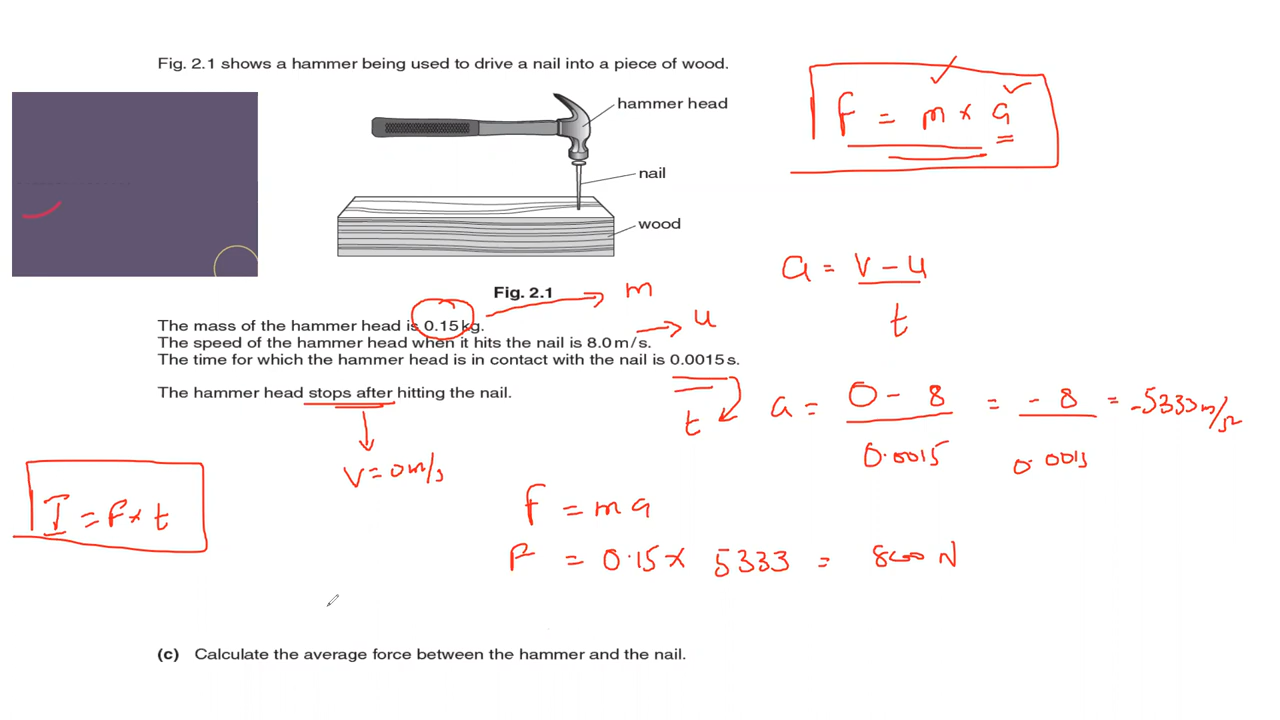 Fig. 2.1 shows a hammer being used to drive a nail into a piece of wood.
hammer head
F = m × a
nail
wood
a = v - u
t
Fig. 2.1
m
The mass of the hammer head is 0.15 kg.
u
The speed of the hammer head when it hits the nail is 8.0 m/s.
The time for which the hammer head is in contact with the nail is 0.0015 s.
The hammer head stops after hitting the nail.
t
a = 0 - 8 = - 8 = -5333 m/s²
0.0015 0.0015
V = 0 m/s
I = F × t
F = m a
F = 0.15 × 5333 = 800 N
(c) Calculate the average force between the hammer and the nail.